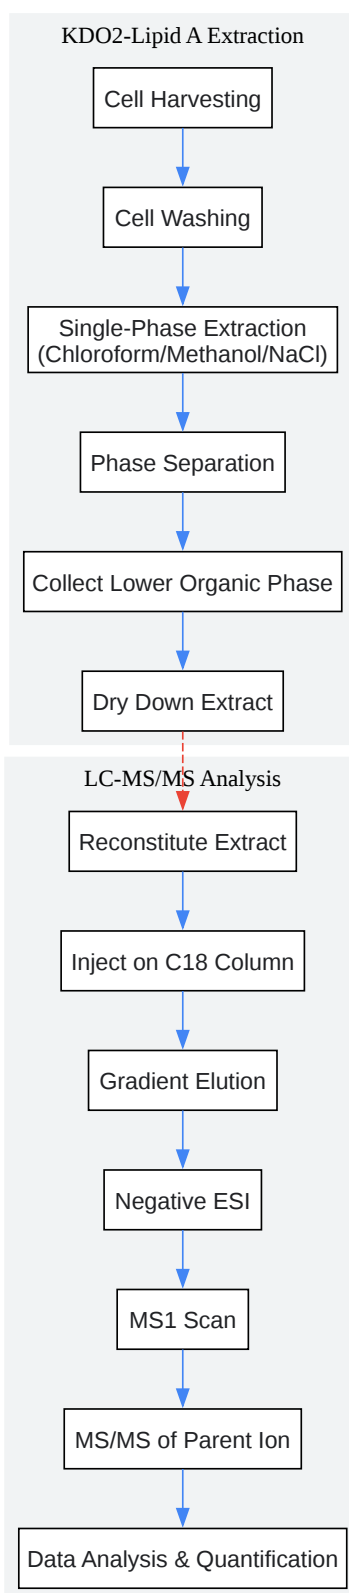 KDO2-Lipid A Extraction
Cell Harvesting
Cell Washing
Single-Phase Extraction
(Chloroform/Methanol/NaCl)
Phase Separation
Collect Lower Organic Phase
Dry Down Extract
LC-MS/MS Analysis
Reconstitute Extract
Inject on C18 Column
Gradient Elution
Negative ESI
MS1 Scan
MS/MS of Parent Ion
Data Analysis & Quantification